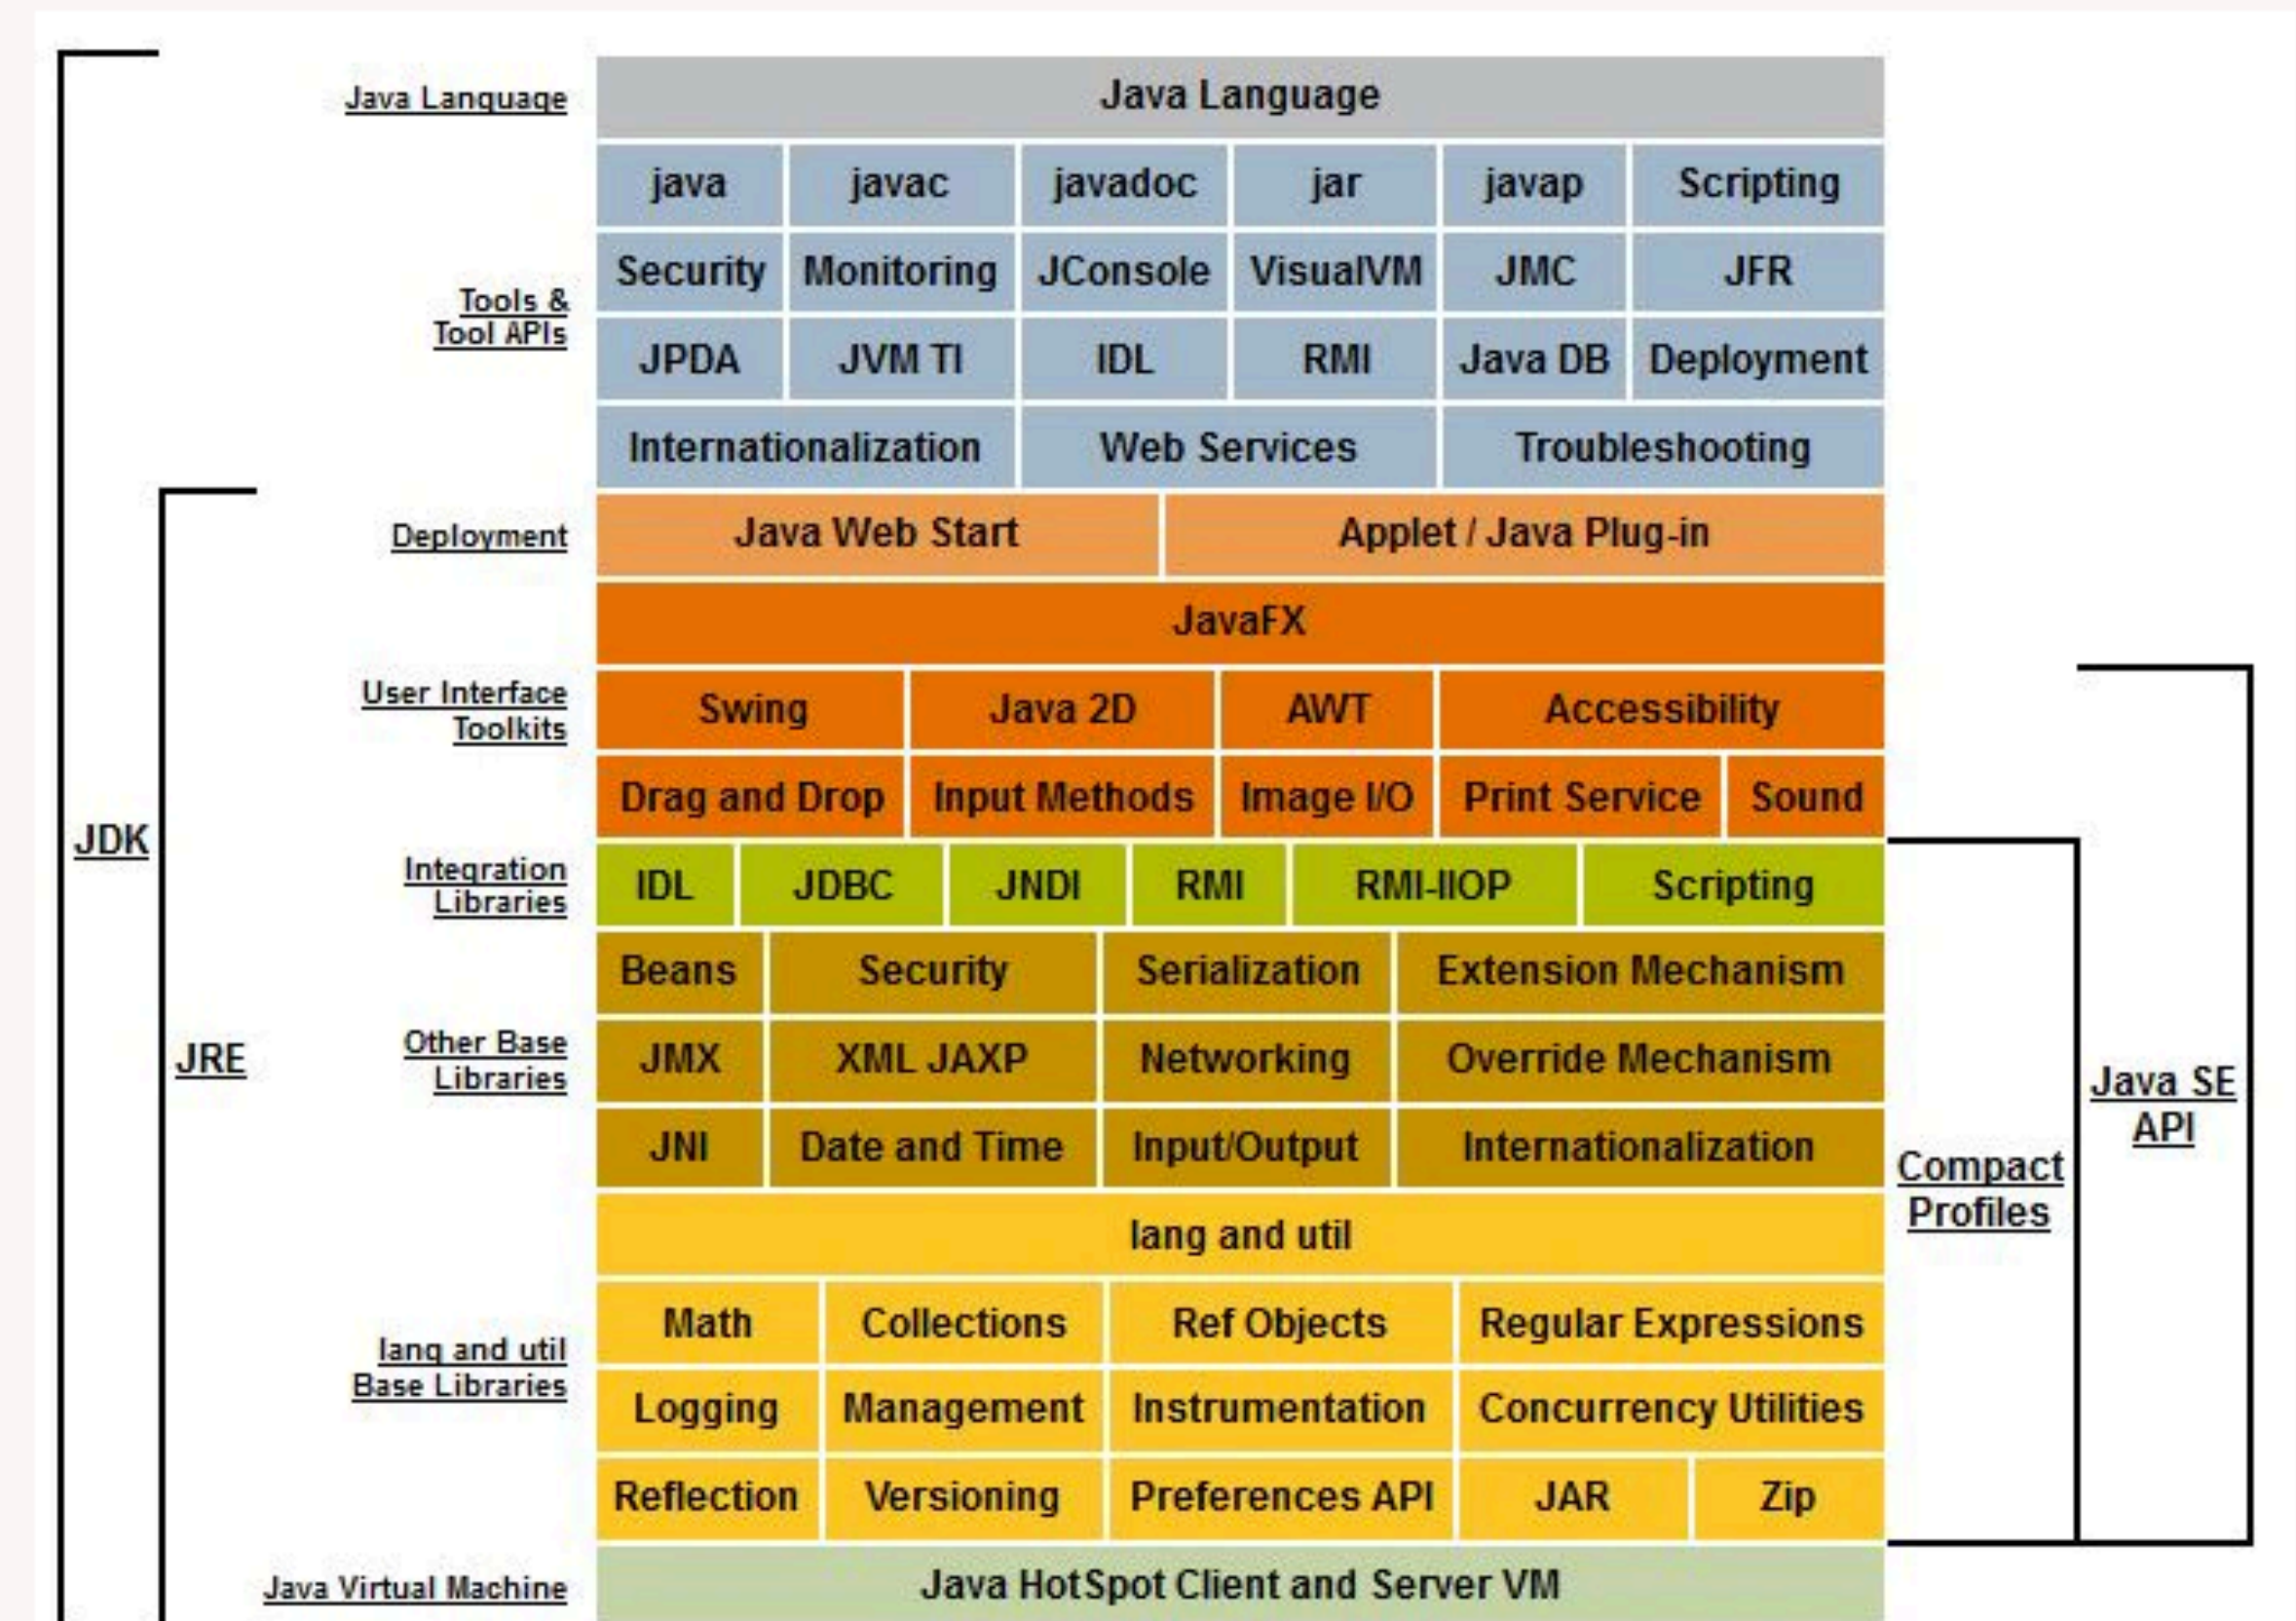 Java Language
Java Language
java javac javadoc jar javap Scripting
Tools &
Tool APIs
Security Monitoring JConsole VisualVM JMC JFR
JPDA JVM TI IDL RMI Java DB Deployment
Internationalization Web Services Troubleshooting
Deployment
Java Web Start Applet / Java Plug-in
JavaFX
User Interface
Toolkits
Swing Java 2D AWT Accessibility
Drag and Drop Input Methods Image I/O Print Service Sound
JDK
Integration
Libraries
IDL JDBC JNDI RMI RMI-IIOP Scripting
Beans Security Serialization Extension Mechanism
JRE
Other Base
Libraries
JMX XML JAXP Networking Override Mechanism
JNI Date and Time Input/Output Internationalization
Java SE
API
Compact
Profiles
lang and util
lang and util
Base Libraries
Math Collections Ref Objects Regular Expressions
Logging Management Instrumentation Concurrency Utilities
Reflection Versioning Preferences API JAR Zip
Java Virtual Machine
Java HotSpot Client and Server VM